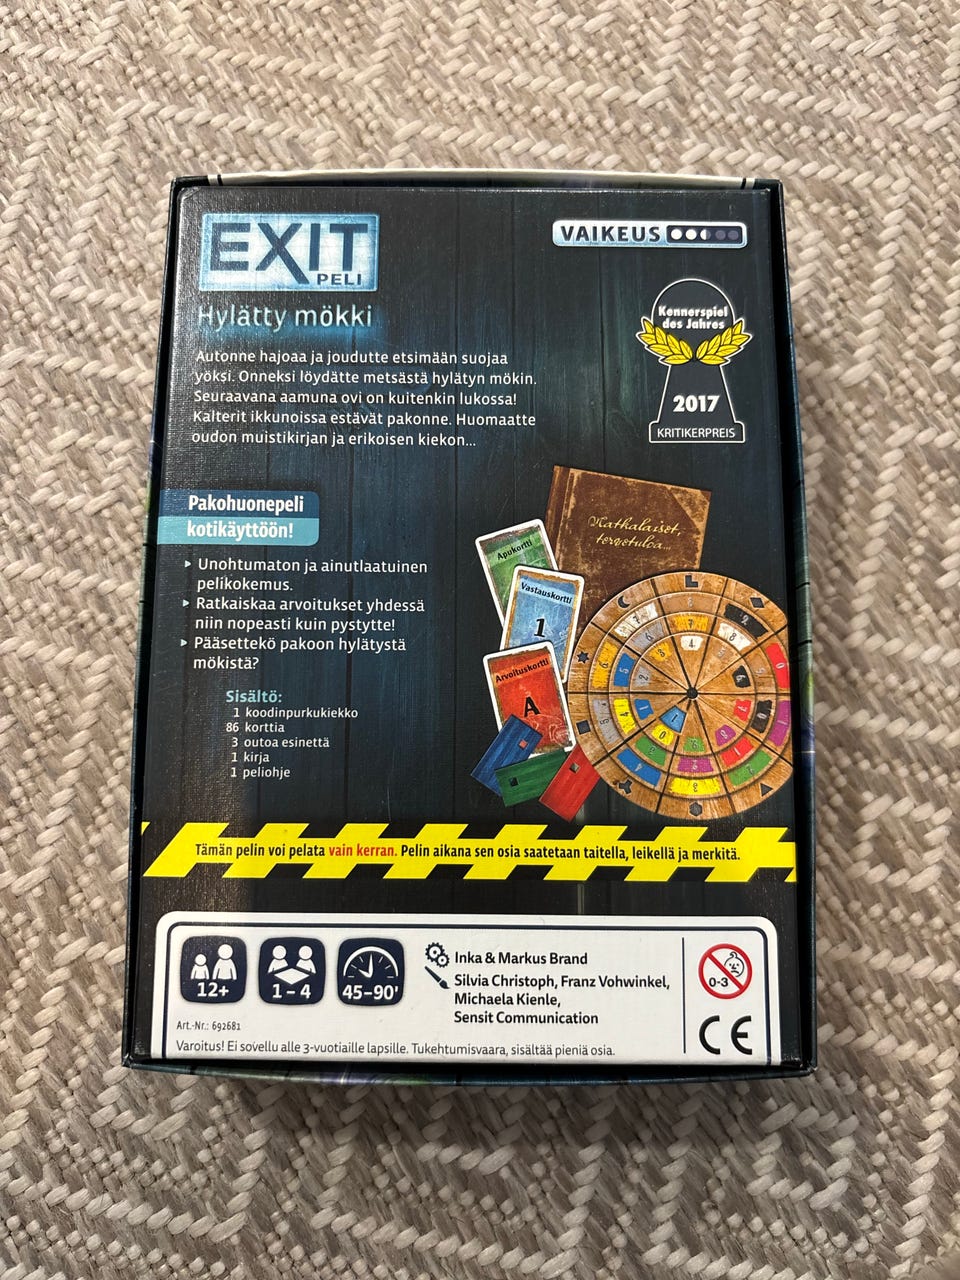 EXIT
PELI
VAIKEUS
Hylätty mökki
Kennerspiel
des Jahres
2017
KRITIKERPREIS
Autonne hajoaa ja joudutte etsimään suojaa
yöksi. Onneksi löydätte metsästä hylätyn mökin.
Seuraavana aamuna ovi on kuitenkin lukossa!
Kalterit ikkunoissa estävät pakonne. Huomaatte
oudon muistikirjan ja erikoisen kiekon...
Pakohuonepeli
kotikäyttöön!
Unohtumaton ja ainutlaatuinen
pelikokemus.
Ratkaiskaa arvoitukset yhdessä
niin nopeasti kuin pystytte!
Pääsettekö pakoon hylätystä
mökistä?
Sisältö:
1 koodinpurkukiekko
86 korttia
3 outoa esinettä
1 kirja
1 peliohje
Matkalaiset,
tervetuloa...
Apukortti
Vastauskortti
1
Arvoituskortti
A
Tämän pelin voi pelata vain kerran. Pelin aikana sen osia saatetaan taitella, leikellä ja merkitä.
12+
1 – 4
45–90'
Inka & Markus Brand
Silvia Christoph, Franz Vohwinkel,
Michaela Kienle,
Sensit Communication
0-3
CE
Art.-Nr.: 692681
Varoitus! Ei sovellu alle 3-vuotiaille lapsille. Tukehtumisvaara, sisältää pieniä osia.